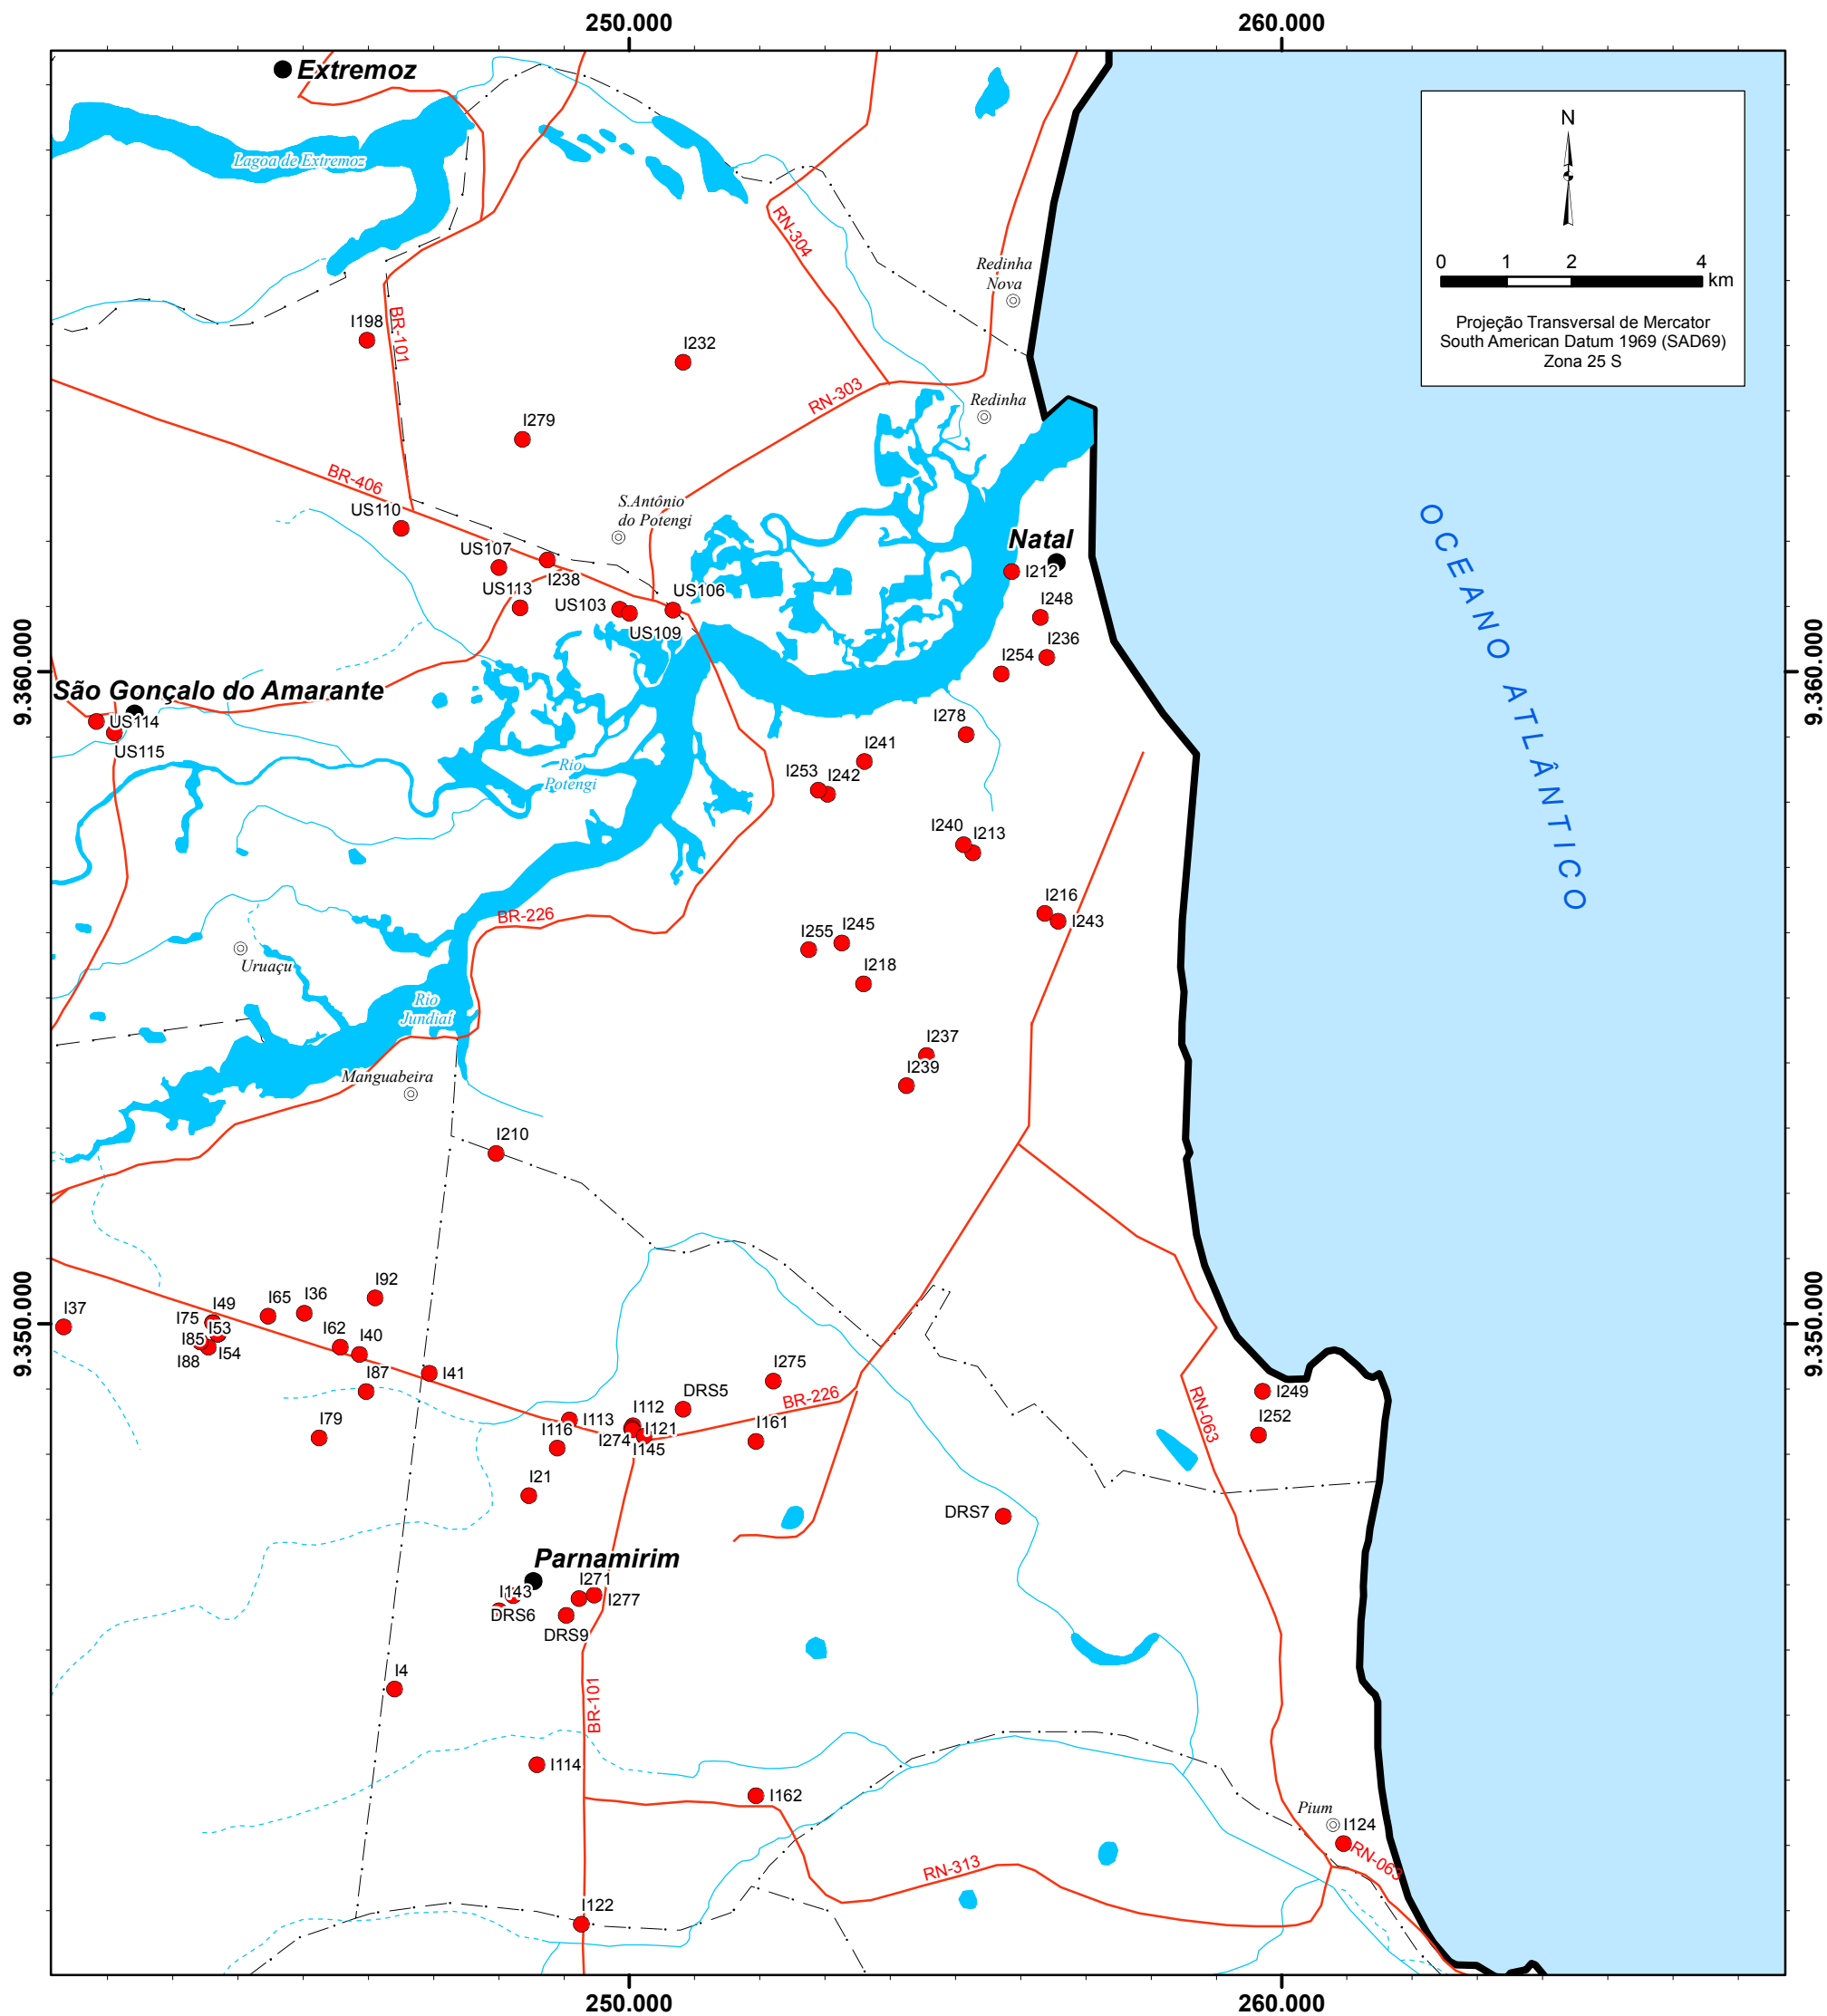 250.000
260.000
Extremoz
Lagoa de Extremoz
N
0 1 2 4
km
Projeção Transversal de Mercator
South American Datum 1969 (SAD69)
Zona 25 S
RN-304
Redinha
Nova
I198
BR-101
I232
RN-303
Redinha
I279
BR-406
S.Antônio
do Potengi
US110
OCEANO ATLÂNTICO
Natal
US107
I238
I212
US113
US103
US106
US109
I248
I236
I254
9.360.000
9.360.000
São Gonçalo do Amarante
US114
US115
I278
I241
Rio
Potengi
I253
I242
I240
I213
I216
I243
BR-226
I255
I245
Uruaçu
I218
Rio
Jundiaí
I237
Manguabeira
I239
I210
I37
I49
I75
I53
I85
I88
I54
I65
I36
I92
I62
I40
I87
I41
9.350.000
9.350.000
I275
DRS5
BR-226
I249
I252
RN-063
I79
I113
I112
I116
I274
I121
I145
I161
I21
DRS7
Parnamirim
I143
DRS6
I271
I277
DRS9
I4
BR-101
I114
I162
Pium
I124
RN-063
RN-313
I122
250.000
260.000